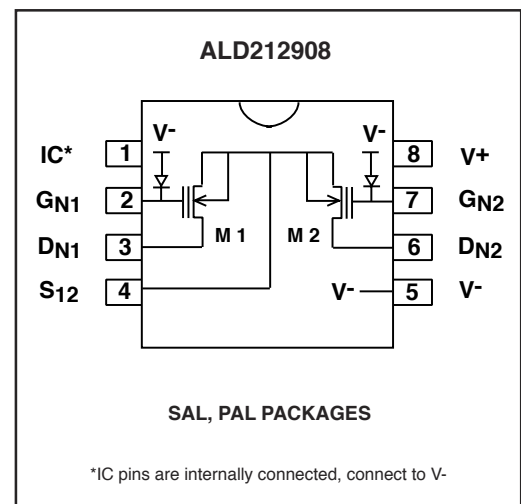 ALD212908
V- V-
IC* 1 8 V+
GN1 2 7 GN2
DN1 3 M 1 M 2 6 DN2
S12 4 V- 5 V-
SAL, PAL PACKAGES
*IC pins are internally connected, connect to V-